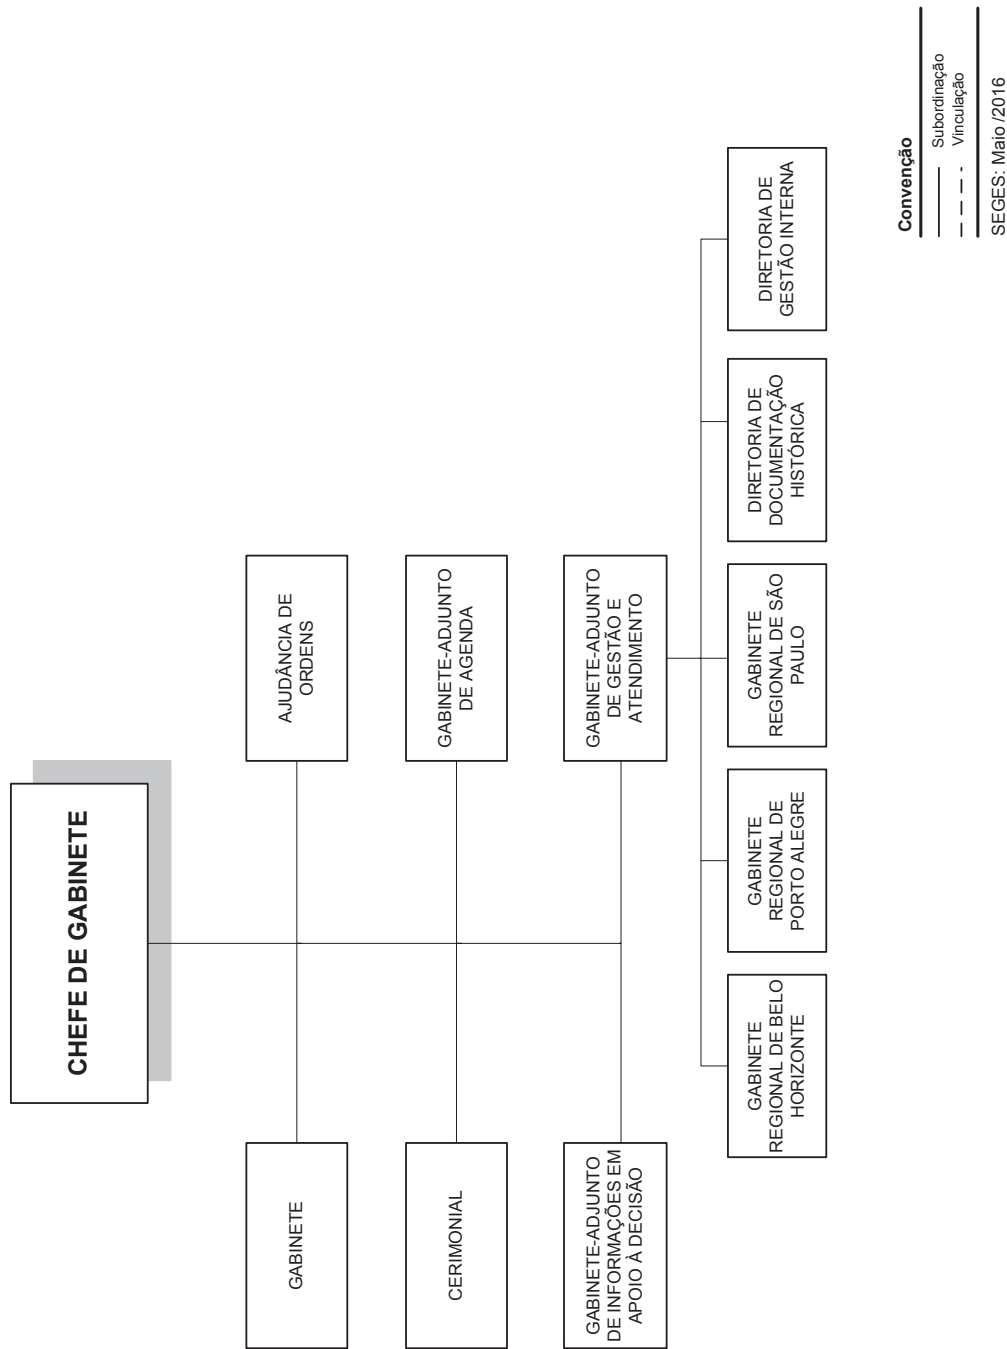 CHEFE DE GABINETE
GABINETE
AJUDÂNCIA DE
ORDENS
CERIMONIAL
GABINETE-ADJUNTO
DE AGENDA
GABINETE-ADJUNTO
DE INFORMAÇÕES EM
APOIO À DECISÃO
GABINETE-ADJUNTO
DE GESTÃO E
ATENDIMENTO
GABINETE
REGIONAL DE BELO
HORIZONTE
GABINETE
REGIONAL DE
PORTO ALEGRE
GABINETE
REGIONAL DE SÃO
PAULO
DIRETORIA DE
DOCUMENTAÇÃO
HISTÓRICA
DIRETORIA DE
GESTÃO INTERNA
Convenção
Subordinação
Vinculação
SEGES: Maio /2016